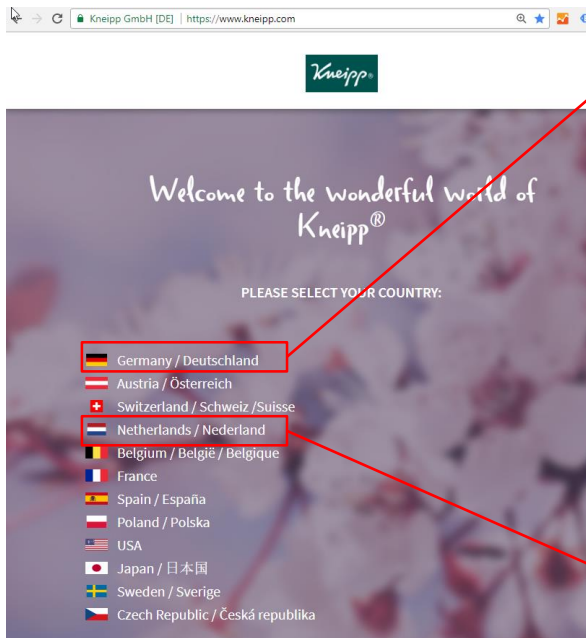 Kneipp GmbH [DE] | https://www.kneipp.com
Kneipp®
Welcome to the wonderful world of
Kneipp®
PLEASE SELECT YOUR COUNTRY:
Germany / Deutschland
Austria / Österreich
Switzerland / Schweiz /Suisse
Netherlands / Nederland
Belgium / België / Belgique
France
Spain / España
Poland / Polska
USA
Japan / 日本国
Sweden / Sverige
Czech Republic / Česká republika